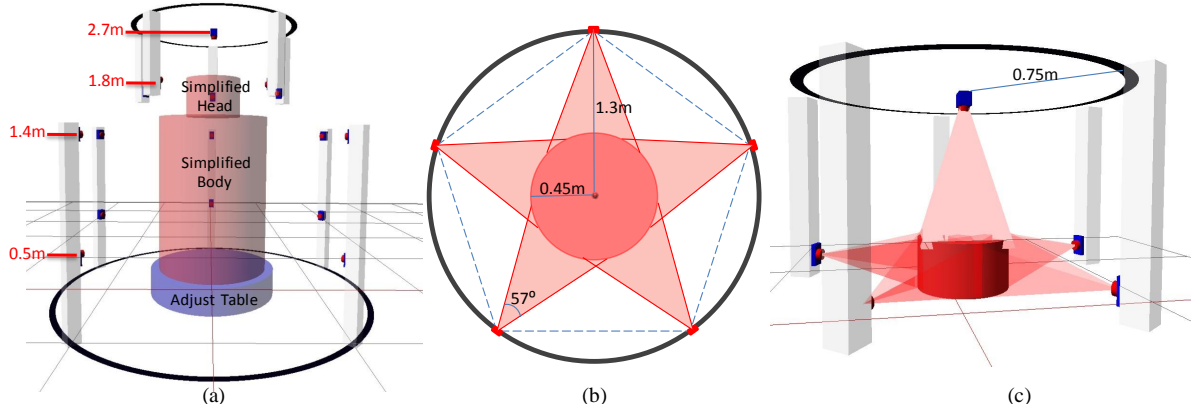 2.7m
1.8m
Simplified
Head
1.4m
Simplified
Body
0.5m
Adjust Table
(a)
1.3m
0.45m
57⁰
(b)
0.75m
(c)